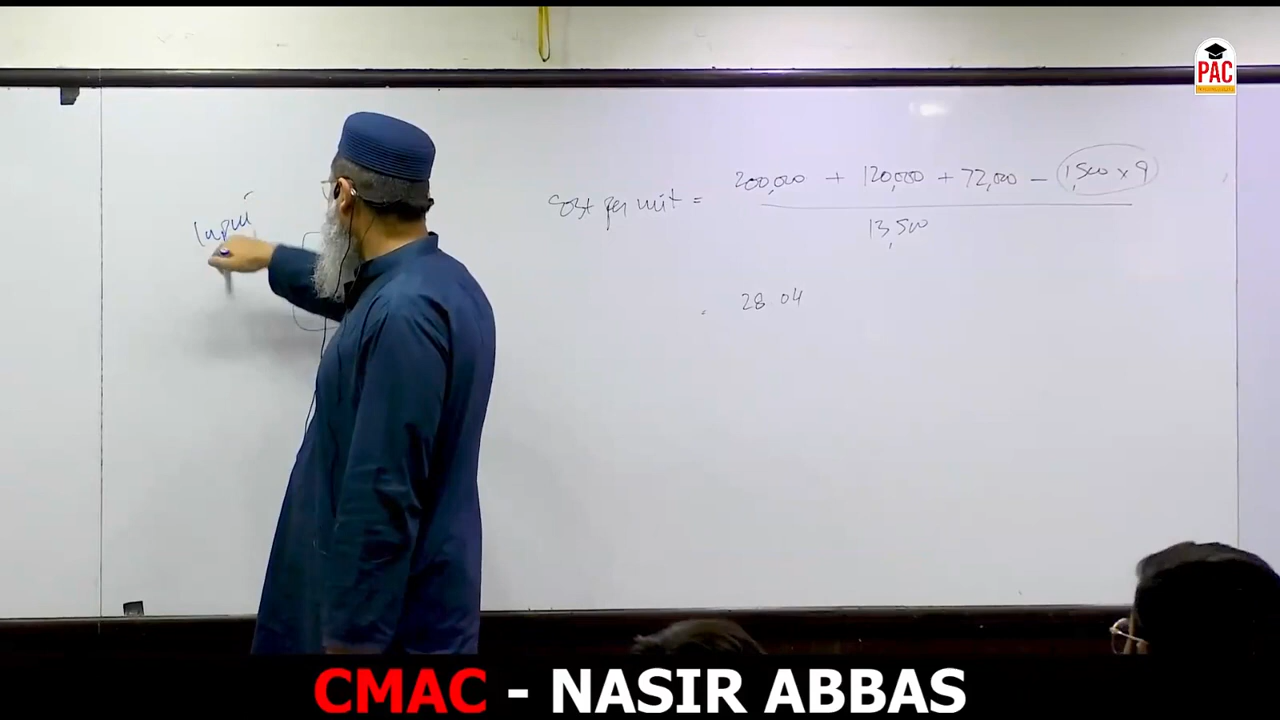 PAC
Input
Cost per unit = 200,000 + 120,000 + 72,000 - 1,500 x 9
13,500
= 28.04
CMAC - NASIR ABBAS